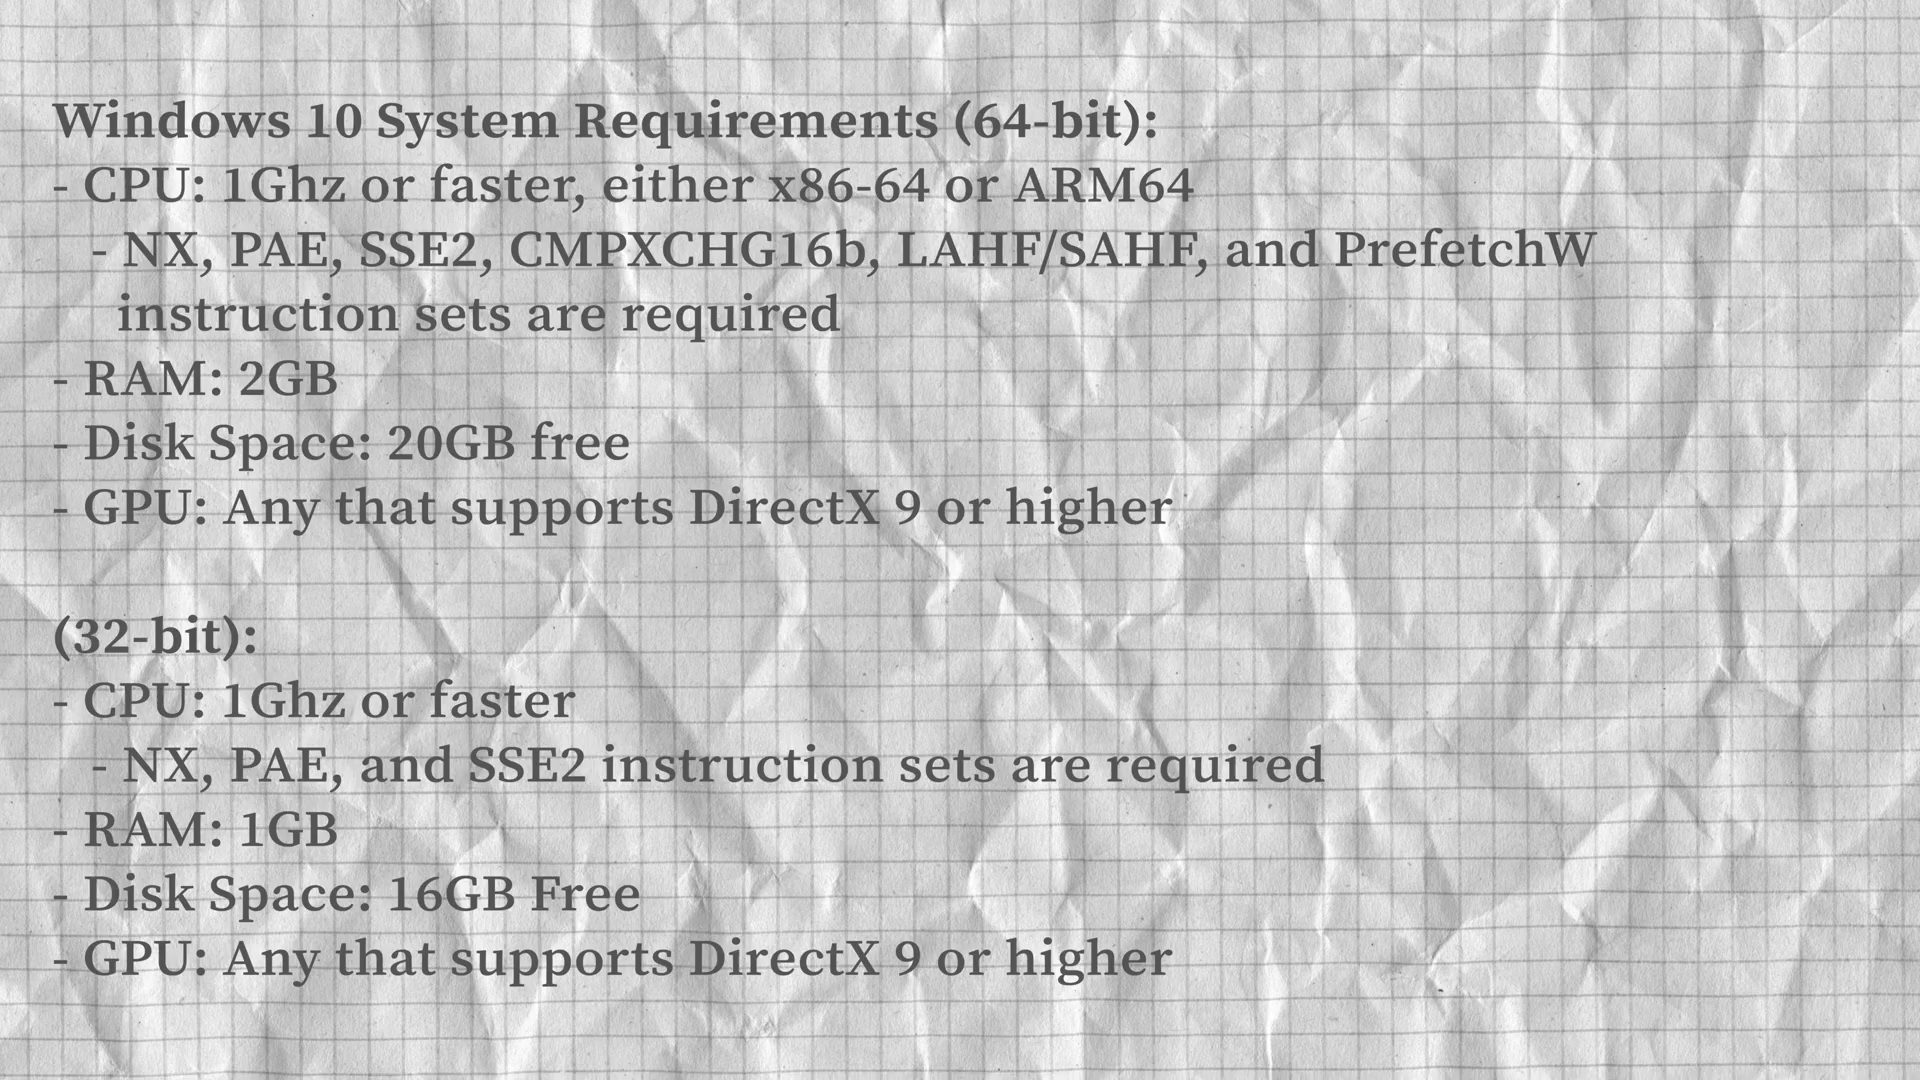 Windows 10 System Requirements (64-bit):
- CPU: 1Ghz or faster, either x86-64 or ARM64
- NX, PAE, SSE2, CMPXCHG16b, LAHF/SAHF, and PrefetchW
instruction sets are required
- RAM: 2GB
- Disk Space: 20GB free
- GPU: Any that supports DirectX 9 or higher
(32-bit):
- CPU: 1Ghz or faster
- NX, PAE, and SSE2 instruction sets are required
- RAM: 1GB
- Disk Space: 16GB Free
- GPU: Any that supports DirectX 9 or higher